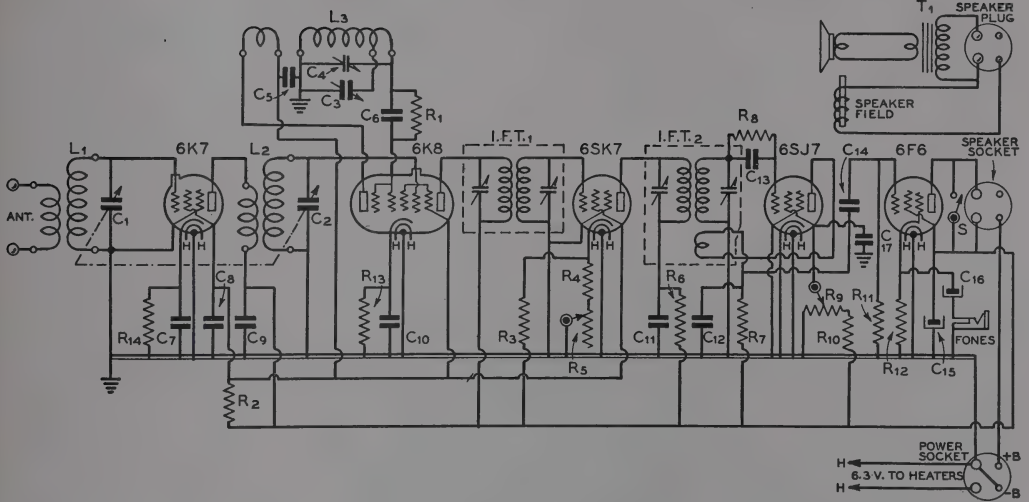 L3
T1
SPEAKER
PLUG
C4
C3
C5
C6
R1
SPEAKER
FIELD
L1
6K7
L2
6K8
I.F.T.1
6SK7
I.F.T.2
R8
C13
6SJ7
C14
6F6
SPEAKER
SOCKET
ANT.
C1
C2
S
H H
H H
H H
H H
H H
C17
C8
R13
R4
R6
R9
R11
C16
R14
C7
C9
C10
R3
R5
C11
C12
R7
R10
R12
C15
FONES
R2
POWER
SOCKET
+B
H
6.3 V. TO HEATERS
H
-B